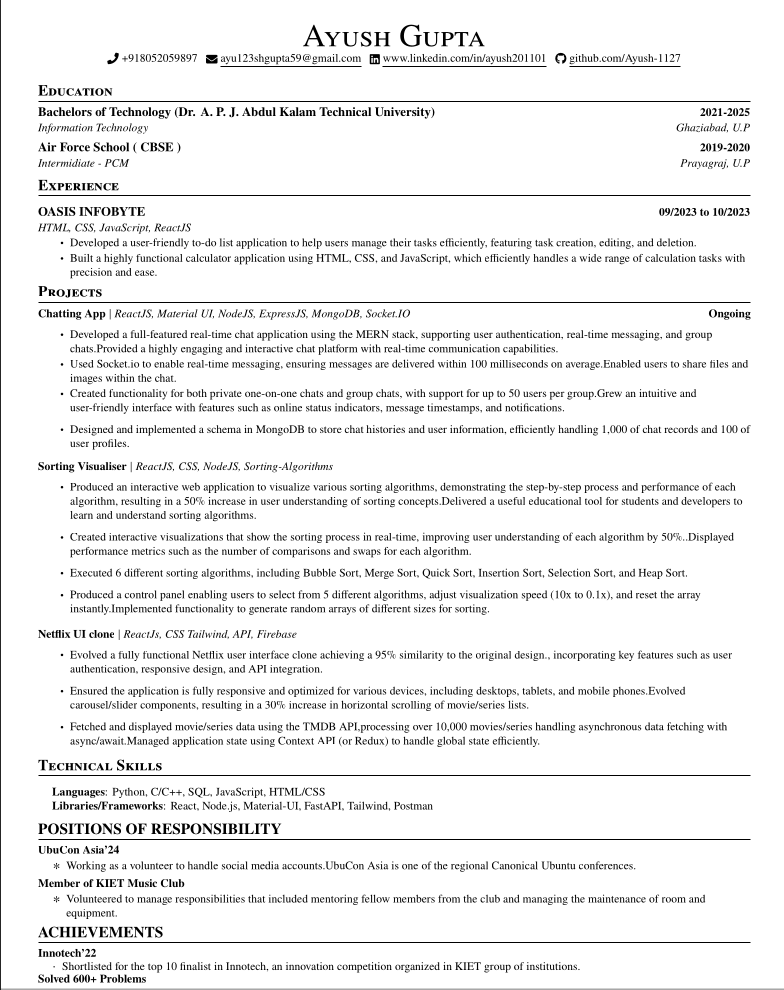 AYUSH GUPTA
+918052059897 ayu123shgupta59@gmail.com www.linkedin.com/in/ayush201101 github.com/Ayush-1127
EDUCATION
Bachelors of Technology (Dr. A. P. J. Abdul Kalam Technical University) 2021-2025
Information Technology Ghaziabad, U.P
Air Force School ( CBSE ) 2019-2020
Intermidiate - PCM Prayagraj, U.P
EXPERIENCE
OASIS INFOBYTE 09/2023 to 10/2023
HTML, CSS, JavaScript, ReactJS
• Developed a user-friendly to-do list application to help users manage their tasks efficiently, featuring task creation, editing, and deletion.
• Built a highly functional calculator application using HTML, CSS, and JavaScript, which efficiently handles a wide range of calculation tasks with
precision and ease.
PROJECTS
Chatting App | ReactJS, Material UI, NodeJS, ExpressJS, MongoDB, Socket.IO Ongoing
• Developed a full-featured real-time chat application using the MERN stack, supporting user authentication, real-time messaging, and group
chats.Provided a highly engaging and interactive chat platform with real-time communication capabilities.
• Used Socket.io to enable real-time messaging, ensuring messages are delivered within 100 milliseconds on average.Enabled users to share files and
images within the chat.
• Created functionality for both private one-on-one chats and group chats, with support for up to 50 users per group.Grew an intuitive and
user-friendly interface with features such as online status indicators, message timestamps, and notifications.
• Designed and implemented a schema in MongoDB to store chat histories and user information, efficiently handling 1,000 of chat records and 100 of
user profiles.
Sorting Visualiser | ReactJS, CSS, NodeJS, Sorting-Algorithms
• Produced an interactive web application to visualize various sorting algorithms, demonstrating the step-by-step process and performance of each
algorithm, resulting in a 50% increase in user understanding of sorting concepts.Delivered a useful educational tool for students and developers to
learn and understand sorting algorithms.
• Created interactive visualizations that show the sorting process in real-time, improving user understanding of each algorithm by 50%..Displayed
performance metrics such as the number of comparisons and swaps for each algorithm.
• Executed 6 different sorting algorithms, including Bubble Sort, Merge Sort, Quick Sort, Insertion Sort, Selection Sort, and Heap Sort.
• Produced a control panel enabling users to select from 5 different algorithms, adjust visualization speed (10x to 0.1x), and reset the array
instantly.Implemented functionality to generate random arrays of different sizes for sorting.
Netflix UI clone | ReactJs, CSS Tailwind, API, Firebase
• Evolved a fully functional Netflix user interface clone achieving a 95% similarity to the original design., incorporating key features such as user
authentication, responsive design, and API integration.
• Ensured the application is fully responsive and optimized for various devices, including desktops, tablets, and mobile phones.Evolved
carousel/slider components, resulting in a 30% increase in horizontal scrolling of movie/series lists.
• Fetched and displayed movie/series data using the TMDB API,processing over 10,000 movies/series handling asynchronous data fetching with
async/await.Managed application state using Context API (or Redux) to handle global state efficiently.
TECHNICAL SKILLS
Languages: Python, C/C++, SQL, JavaScript, HTML/CSS
Libraries/Frameworks: React, Node.js, Material-UI, FastAPI, Tailwind, Postman
POSITIONS OF RESPONSIBILITY
UbuCon Asia'24
* Working as a volunteer to handle social media accounts.UbuCon Asia is one of the regional Canonical Ubuntu conferences.
Member of KIET Music Club
* Volunteered to manage responsibilities that included mentoring fellow members from the club and managing the maintenance of room and
equipment.
ACHIEVEMENTS
Innotech'22
· Shortlisted for the top 10 finalist in Innotech, an innovation competition organized in KIET group of institutions.
Solved 600+ Problems